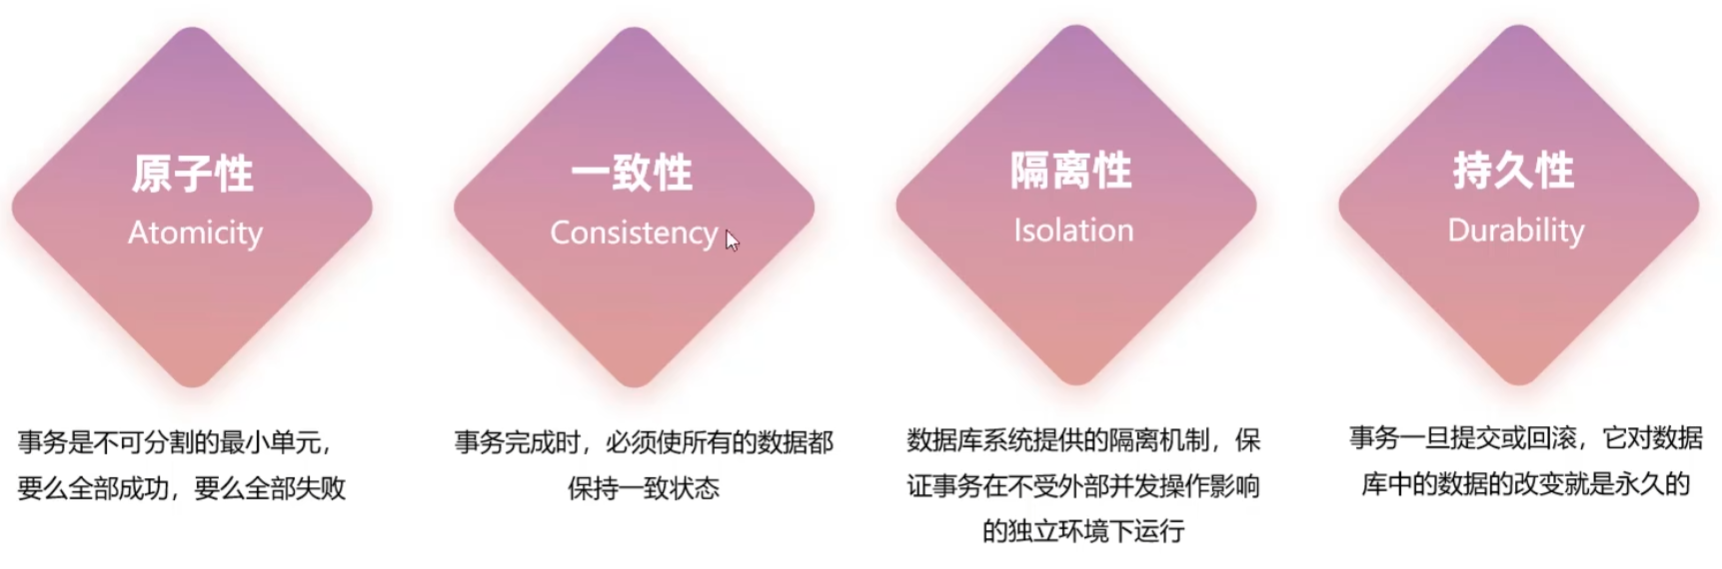 原子性
Atomicity
事务是不可分割的最小单元，
要么全部成功，要么全部失败
一致性
Consistency
事务完成时，必须使所有的数据都
保持一致状态
隔离性
Isolation
数据库系统提供的隔离机制，保
证事务在不受外部并发操作影响
的独立环境下运行
持久性
Durability
事务一旦提交或回滚，它对数据
库中的数据的改变就是永久的